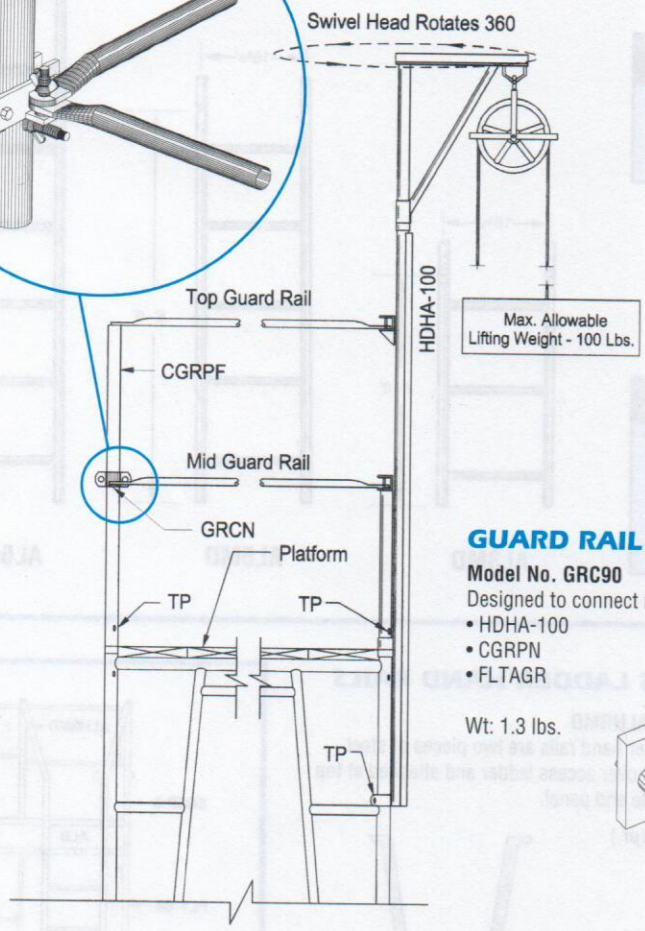 Swivel Head Rotates 360
HDHA-100
Max. Allowable
Lifting Weight - 100 Lbs.
Top Guard Rail
CGRPF
Mid Guard Rail
GRCN
Platform
TP
TP
TP
GUARD RAIL
Model No. GRC90
Designed to connect
• HDHA-100
• CGRPN
• FLTAGR
Wt: 1.3 lbs.